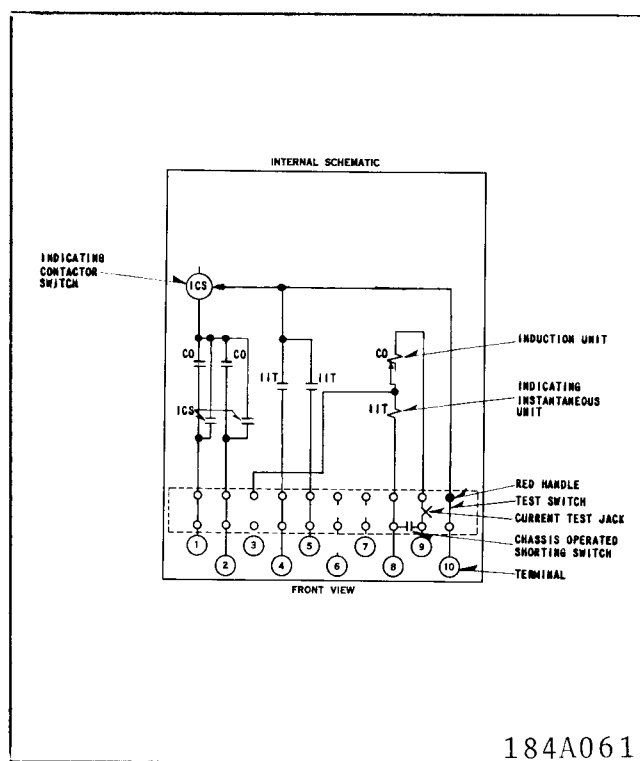 INTERNAL SCHEMATIC
INDICATING
CONTACTOR
SWITCH
ICS
CO
CO
IIT
IIT
CO
IIT
ICS
INDUCTION UNIT
INDICATING
INSTANTANEOUS
UNIT
RED HANDLE
TEST SWITCH
CURRENT TEST JACK
CHASSIS OPERATED
SHORTING SWITCH
TERMINAL
1
2
3
4
5
6
7
8
9
10
FRONT VIEW
184A061